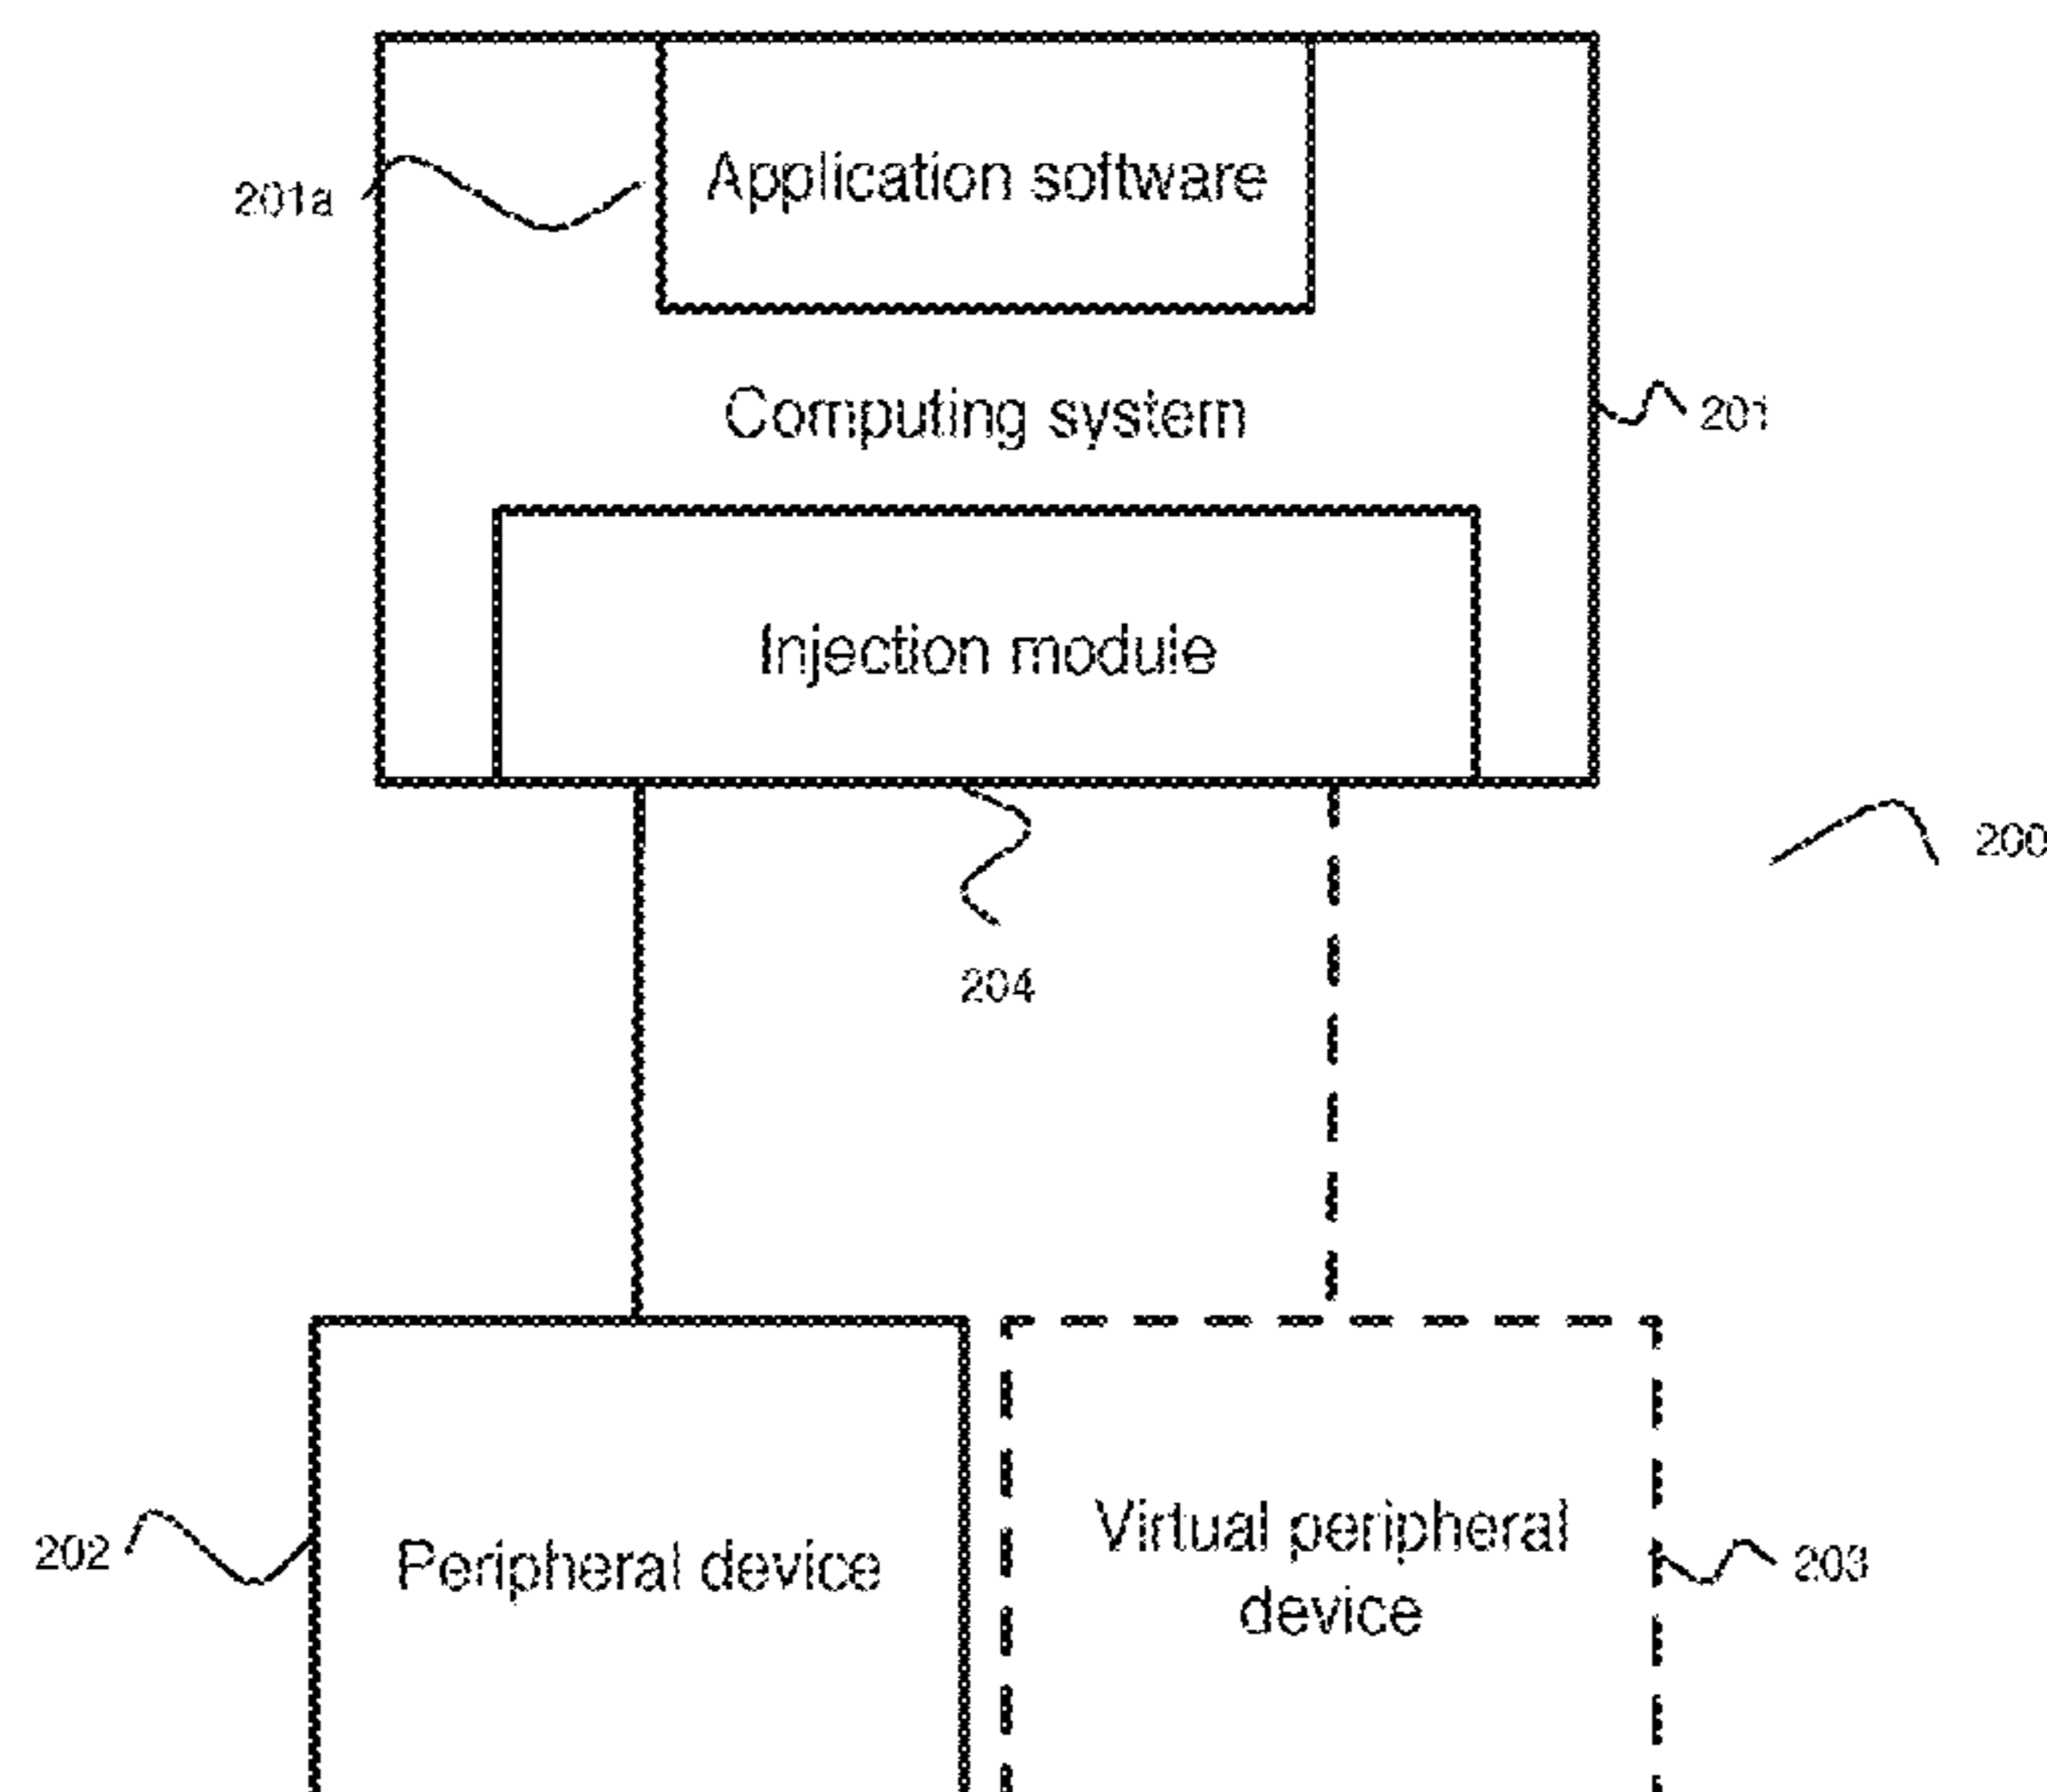 Application software
201a
Computing system
201
Injection module
200
204
Virtual peripheral
202
Peripheral device
203
device